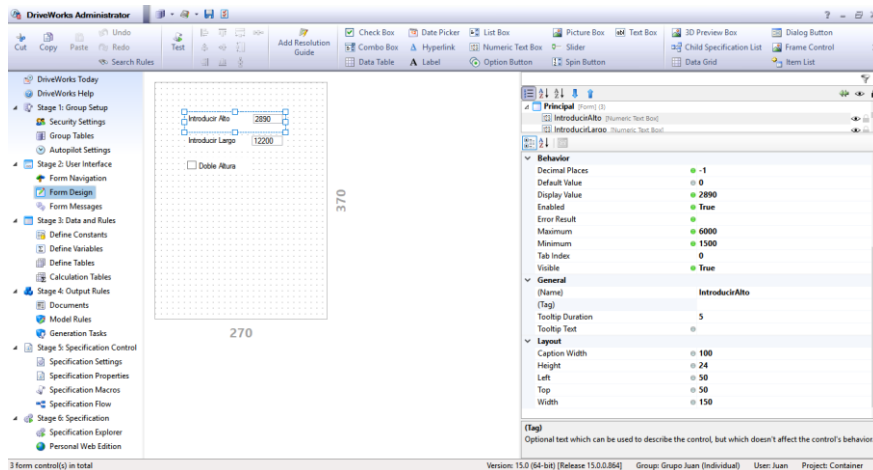 DriveWorks Administrator
Cut
Copy
Paste
Undo
Redo
Search Rules
Test
Add Resolution Guide
Check Box
Date Picker
List Box
Picture Box
Text Box
3D Preview Box
Dialog Button
Combo Box
Hyperlink
Numeric Text Box
Slider
Child Specification List
Frame Control
Data Table
Label
Option Button
Spin Button
Data Grid
Item List
DriveWorks Today
DriveWorks Help
Stage 1: Group Setup
Security Settings
Group Tables
Autopilot Settings
Stage 2: User Interface
Form Navigation
Form Design
Form Messages
Stage 3: Data and Rules
Define Constants
Define Variables
Define Tables
Calculation Tables
Stage 4: Output Rules
Documents
Model Rules
Generation Tasks
Stage 5: Specification Control
Specification Settings
Specification Properties
Specification Macros
Specification Flow
Stage 6: Specification
Specification Explorer
Personal Web Edition
Introducir Alto 2890
Introducir Largo 12200
Doble Altura
370
270
Principal [Form] (3)
IntroducirAlto [Numeric Text Box]
IntroducirLargo [Numeric Text Box]
Behavior
Decimal Places -1
Default Value 0
Display Value 2890
Enabled True
Error Result
Maximum 6000
Minimum 1500
Tab Index 0
Visible True
General
(Name) IntroducirAlto
(Tag)
Tooltip Duration 5
Tooltip Text
Layout
Caption Width 100
Height 24
Left 50
Top 50
Width 150
(Tag)
Optional text which can be used to describe the control, but which doesn't affect the control's behavior
3 form control(s) in total
Version: 15.0 (64-bit) [Release 15.0.0.864] Group: Grupo Juan (Individual) User: Juan Project: Container